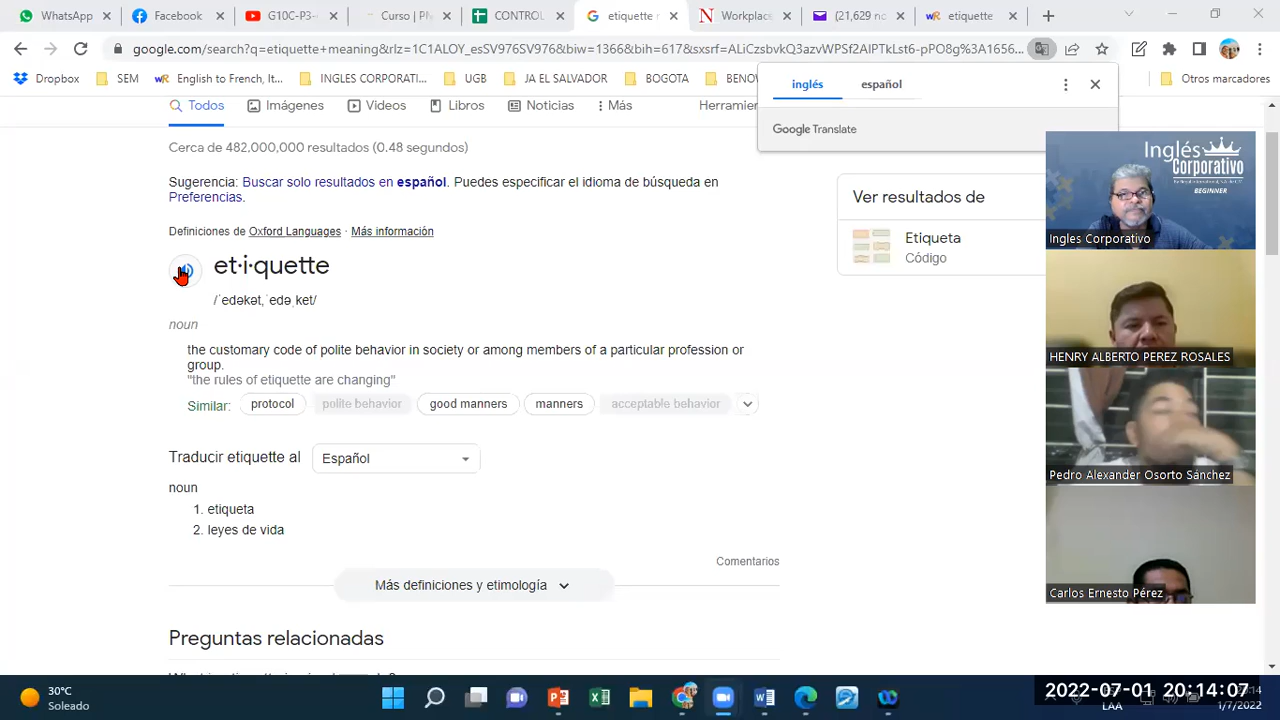 WhatsApp
Facebook
G10C-P3-
Curso | PM
CONTROL
etiquette
Workplac
(21,629 no
etiquette
google.com/search?q=etiquette+meaning&rlz=1C1ALOY_esSV976SV976&biw=1366&bih=617&sxsrf=ALiCzsbvkQ3azvWPSf2AlPTkLst6-pPO8g%3A1656...
Dropbox
SEM
English to French, It...
INGLES CORPORATI...
UGB
JA EL SALVADOR
BOGOTA
BENOV
Otros marcadores
inglés
español
Google Translate
Todos
Imágenes
Videos
Libros
Noticias
Más
Herramier
Cerca de 482,000,000 resultados (0.48 segundos)
Sugerencia: Buscar solo resultados en español. Puedes especificar el idioma de búsqueda en
Preferencias.
Definiciones de Oxford Languages · Más información
et·i·quette
/ˈedəkət,ˈedəˌket/
noun
the customary code of polite behavior in society or among members of a particular profession or
group.
"the rules of etiquette are changing"
Similar:
protocol
polite behavior
good manners
manners
acceptable behavior
Traducir etiquette al
Español
noun
1. etiqueta
2. leyes de vida
Comentarios
Más definiciones y etimología
Preguntas relacionadas
Ver resultados de
Etiqueta
Código
Inglés
Corporativo
BEGINNER
Ingles Corporativo
HENRY ALBERTO PEREZ ROSALES
Pedro Alexander Osorto Sánchez
Carlos Ernesto Pérez
30°C
Soleado
2022-07-01 20:14:07
LAA
1/7/2022